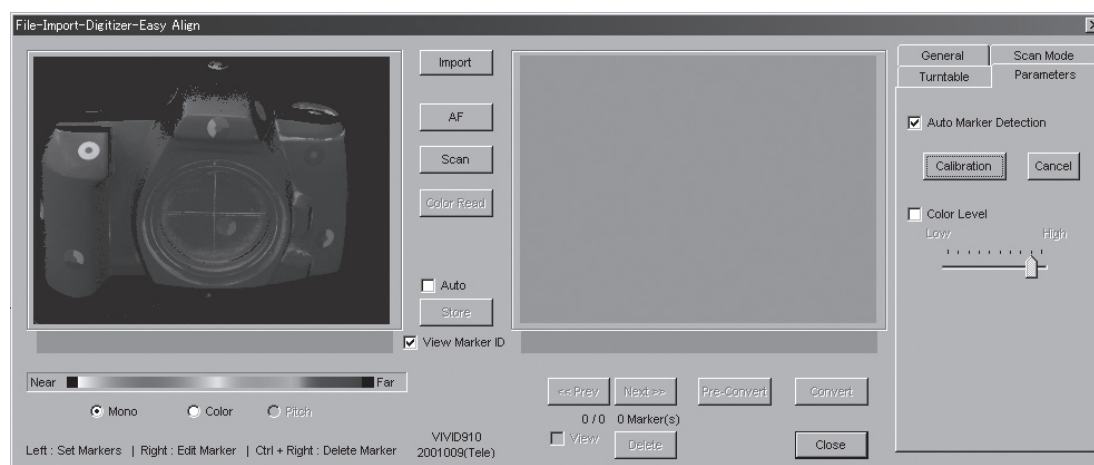 File-Import-Digitizer-Easy Align
Import
AF
Scan
Color Read
Auto
Store
View Marker ID
Near
Far
Mono
Color
Pitch
Left : Set Markers | Right : Edit Marker | Ctrl + Right : Delete Marker
VIVID910
2001009(Tele)
<< Prev
Next >>
Pre-Convert
Convert
0 / 0
0 Marker(s)
View
Delete
Close
General
Scan Mode
Turntable
Parameters
Auto Marker Detection
Calibration
Cancel
Color Level
Low
High